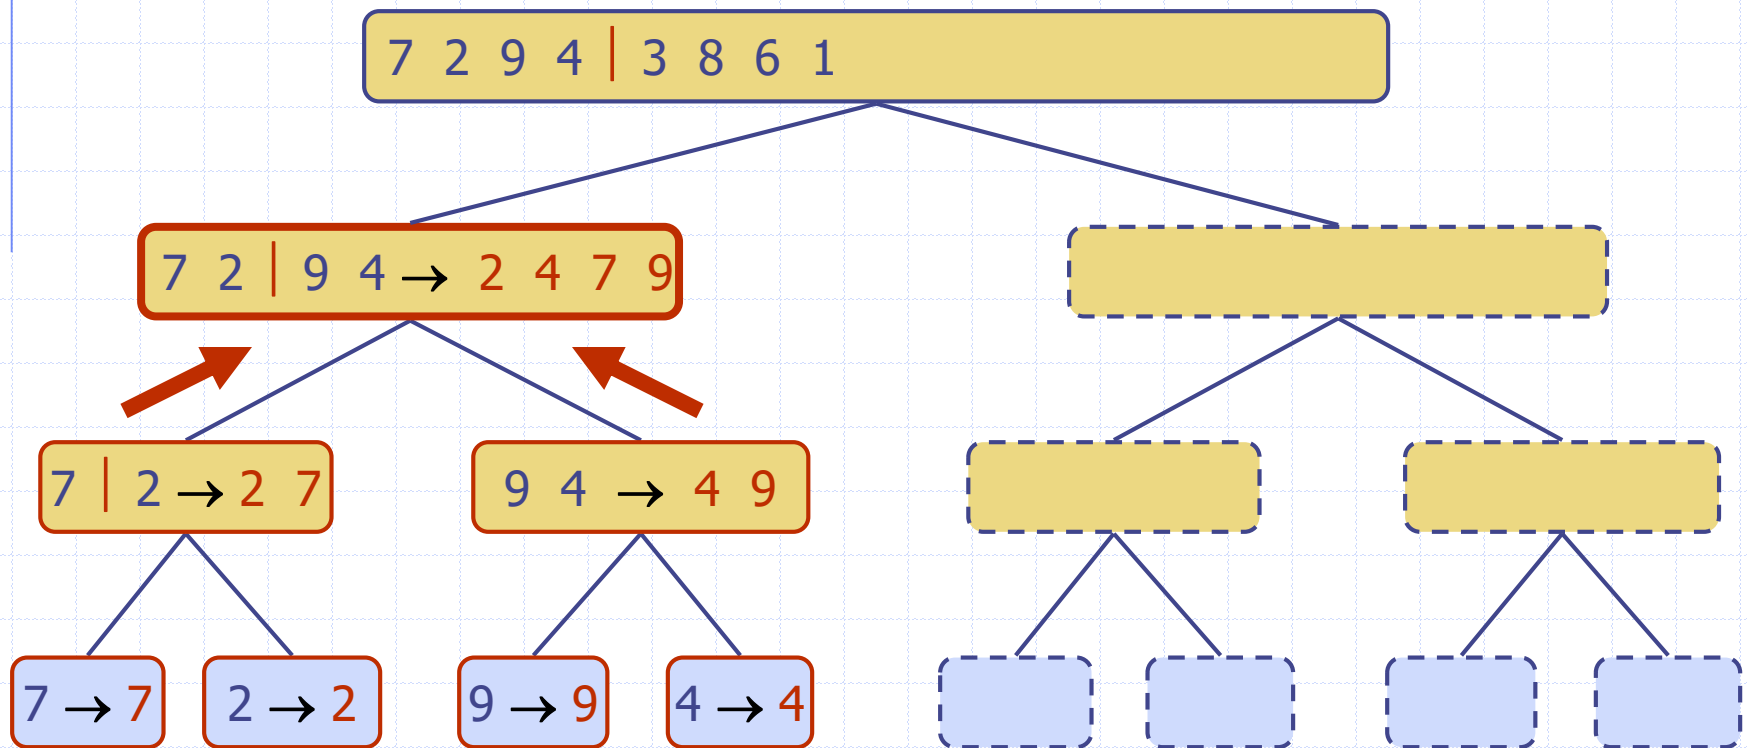 7 2 9 4 | 3 8 6 1
7 2 | 9 4 → 2 4 7 9
7 | 2 → 2 7
9 4 → 4 9
7 → 7
2 → 2
9 → 9
4 → 4